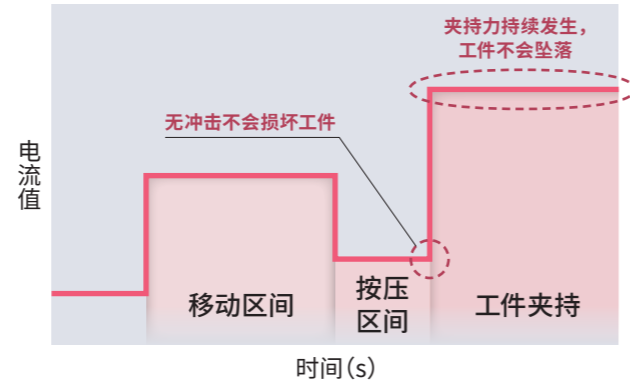 夹持力持续发生，
工件不会坠落
无冲击不会损坏工件
电流值
移动区间
按压
区间
工件夹持
时间(s)